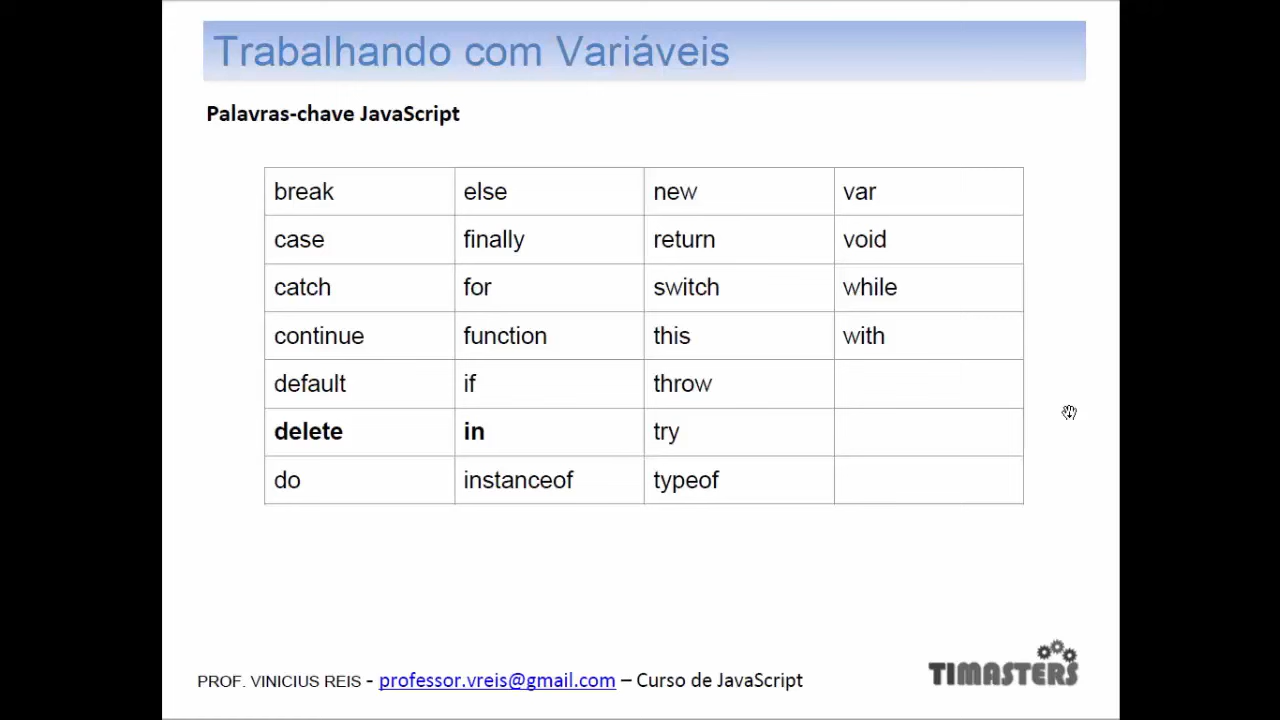 Trabalhando com Variáveis
Palavras-chave JavaScript
break else new var
case finally return void
catch for switch while
continue function this with
default if throw
delete in try
do instanceof typeof
TIMASTERS
PROF. VINICIUS REIS - professor.vreis@gmail.com – Curso de JavaScript